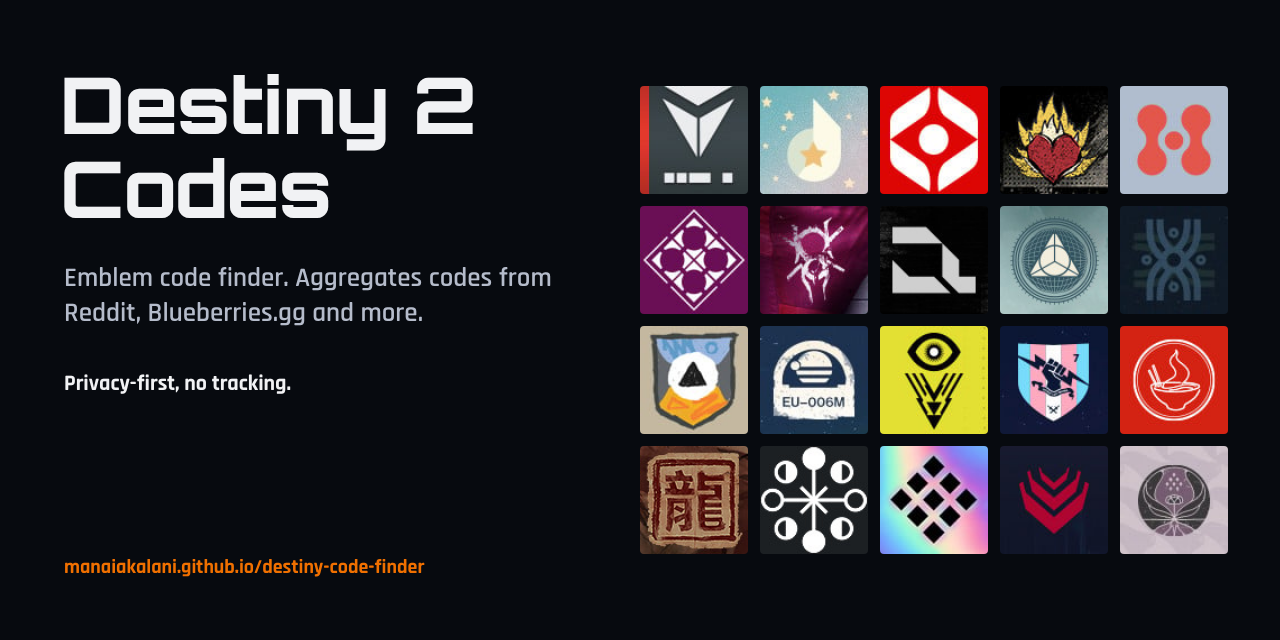 Destiny 2
Codes
Emblem code finder. Aggregates codes from
Reddit, Blueberries.gg and more.
Privacy-first, no tracking.
manaiakalani.github.io/destiny-code-finder
EU-006M
7
龍